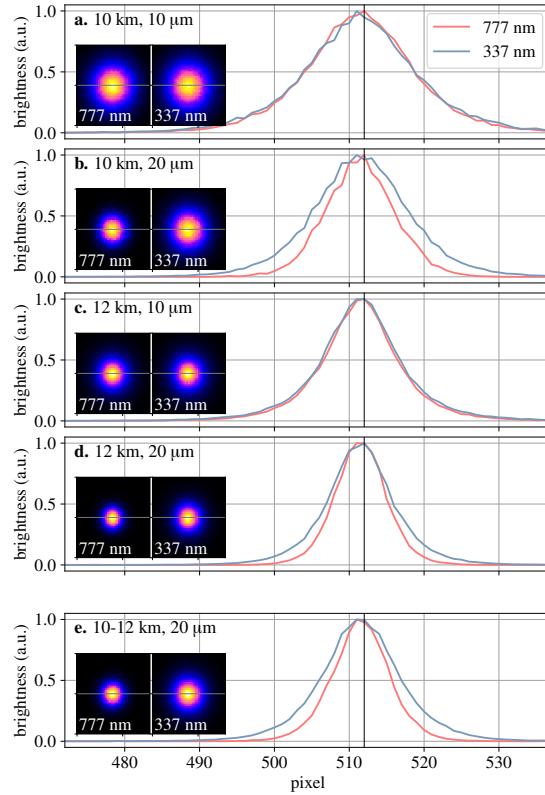 a. 10 km, 10 µm
777 nm
337 nm
777 nm 337 nm
brightness (a.u.)
1.0
0.5
0.0
b. 10 km, 20 µm
777 nm 337 nm
brightness (a.u.)
1.0
0.5
0.0
c. 12 km, 10 µm
777 nm 337 nm
brightness (a.u.)
1.0
0.5
0.0
d. 12 km, 20 µm
777 nm 337 nm
brightness (a.u.)
1.0
0.5
0.0
e. 10-12 km, 20 µm
777 nm 337 nm
brightness (a.u.)
1.0
0.5
0.0
480 490 500 510 520 530
pixel